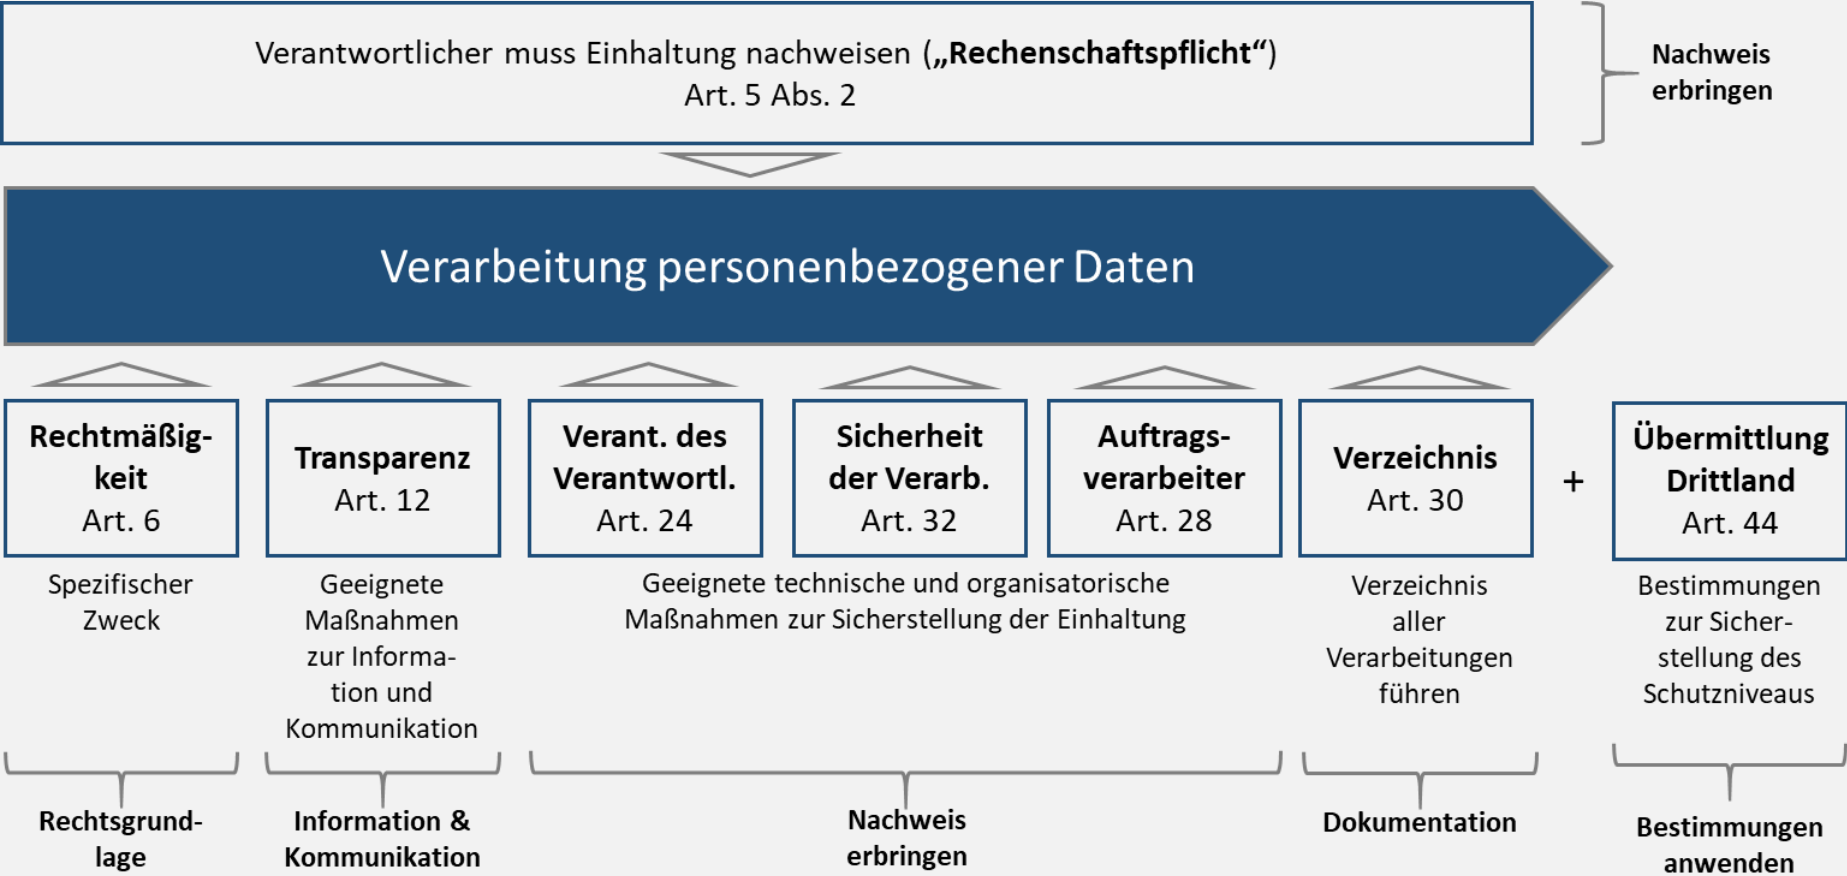 Verantwortlicher muss Einhaltung nachweisen („Rechenschaftspflicht“)
Art. 5 Abs. 2
Nachweis
erbringen
Verarbeitung personenbezogener Daten
Rechtmäßig-
keit
Art. 6
Transparenz
Art. 12
Verant. des
Verantwortl.
Art. 24
Sicherheit
der Verarb.
Art. 32
Auftrags-
verarbeiter
Art. 28
Verzeichnis
Art. 30
+
Übermittlung
Drittland
Art. 44
Spezifischer
Zweck
Geeignete
Maßnahmen
zur Informa-
tion und
Kommunikation
Geeignete technische und organisatorische
Maßnahmen zur Sicherstellung der Einhaltung
Verzeichnis
aller
Verarbeitungen
führen
Bestimmungen
zur Sicher-
stellung des
Schutzniveaus
Rechtsgrund-
lage
Information &
Kommunikation
Nachweis
erbringen
Dokumentation
Bestimmungen
anwenden